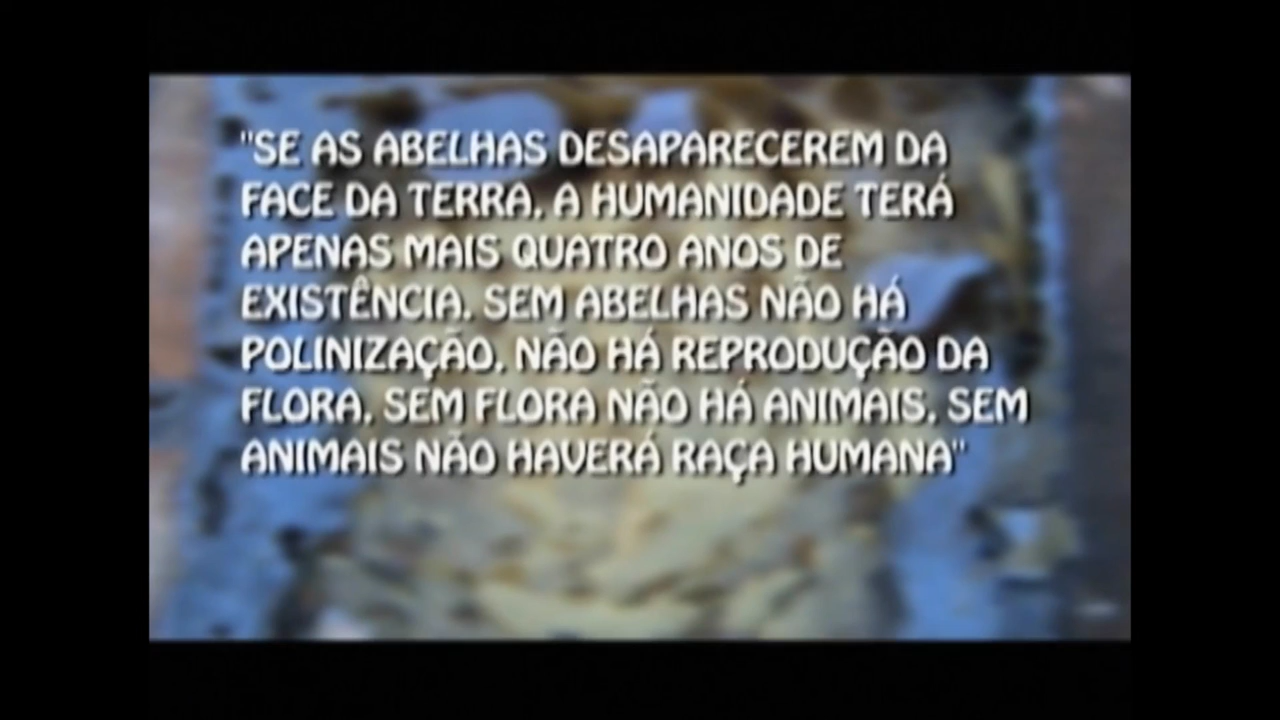 "SE AS ABELHAS DESAPARECEREM DA
FACE DA TERRA, A HUMANIDADE TERÁ
APENAS MAIS QUATRO ANOS DE
EXISTÊNCIA. SEM ABELHAS NÃO HÁ
POLINIZAÇÃO, NÃO HÁ REPRODUÇÃO DA
FLORA, SEM FLORA NÃO HÁ ANIMAIS, SEM
ANIMAIS NÃO HAVERÁ RAÇA HUMANA"